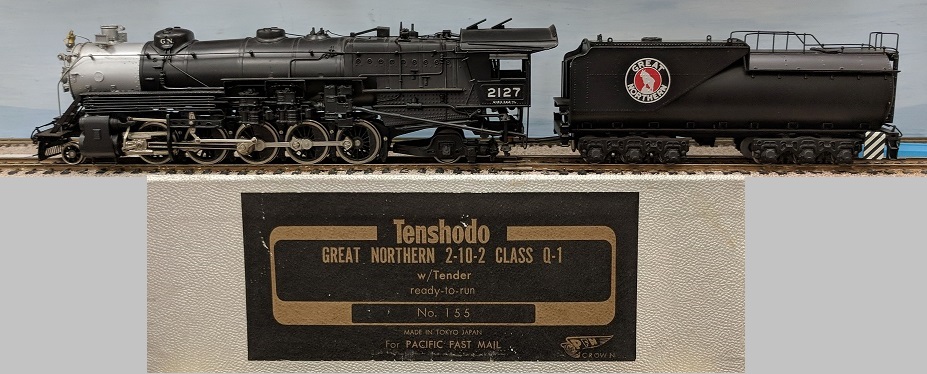 GN
2127
GREAT
NORTHERN
Tenshodo
GREAT NORTHERN 2-10-2 CLASS Q-1
w/Tender
ready-to-run
No. 155
MADE IN TOKYO JAPAN
For PACIFIC FAST MAIL
PFM
CROWN